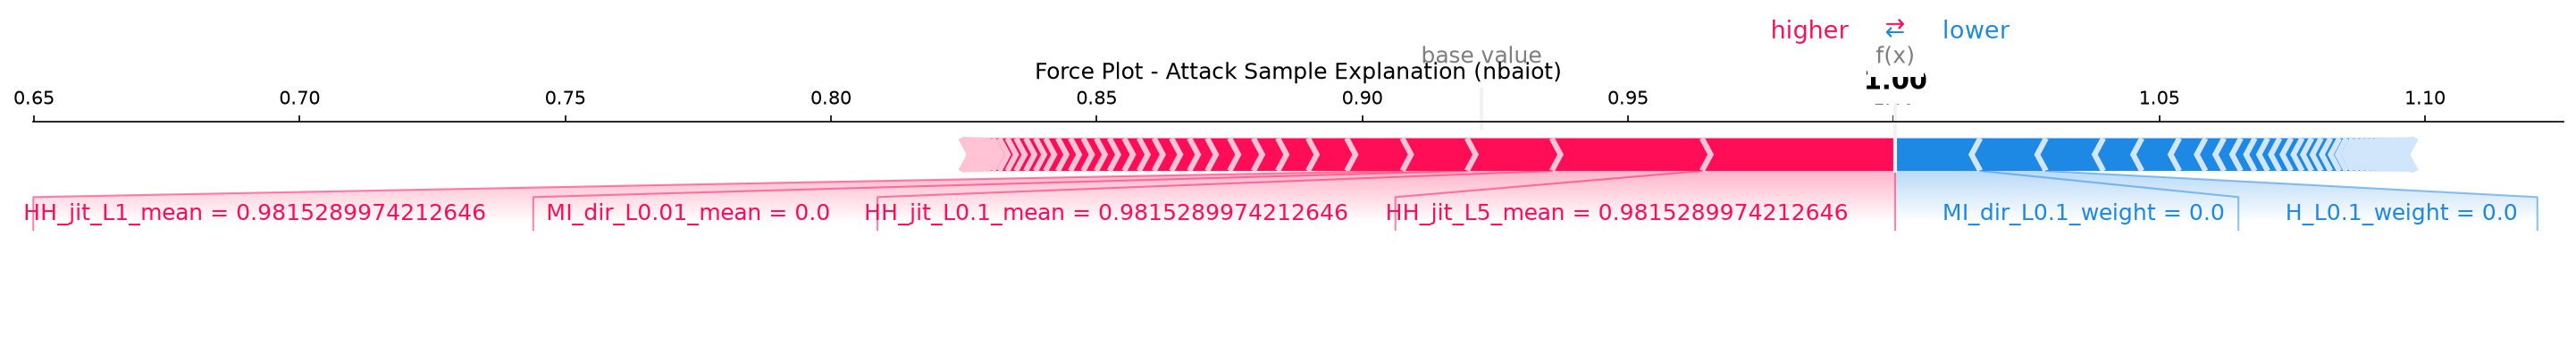 higher ⇄ lower
base value f(x)
Force Plot - Attack Sample Explanation (nbaiot)
1.00
0.65 0.70 0.75 0.80 0.85 0.90 0.95 1.05 1.10
HH_jit_L1_mean = 0.9815289974212646 MI_dir_L0.01_mean = 0.0 HH_jit_L0.1_mean = 0.9815289974212646 HH_jit_L5_mean = 0.9815289974212646 MI_dir_L0.1_weight = 0.0 H_L0.1_weight = 0.0